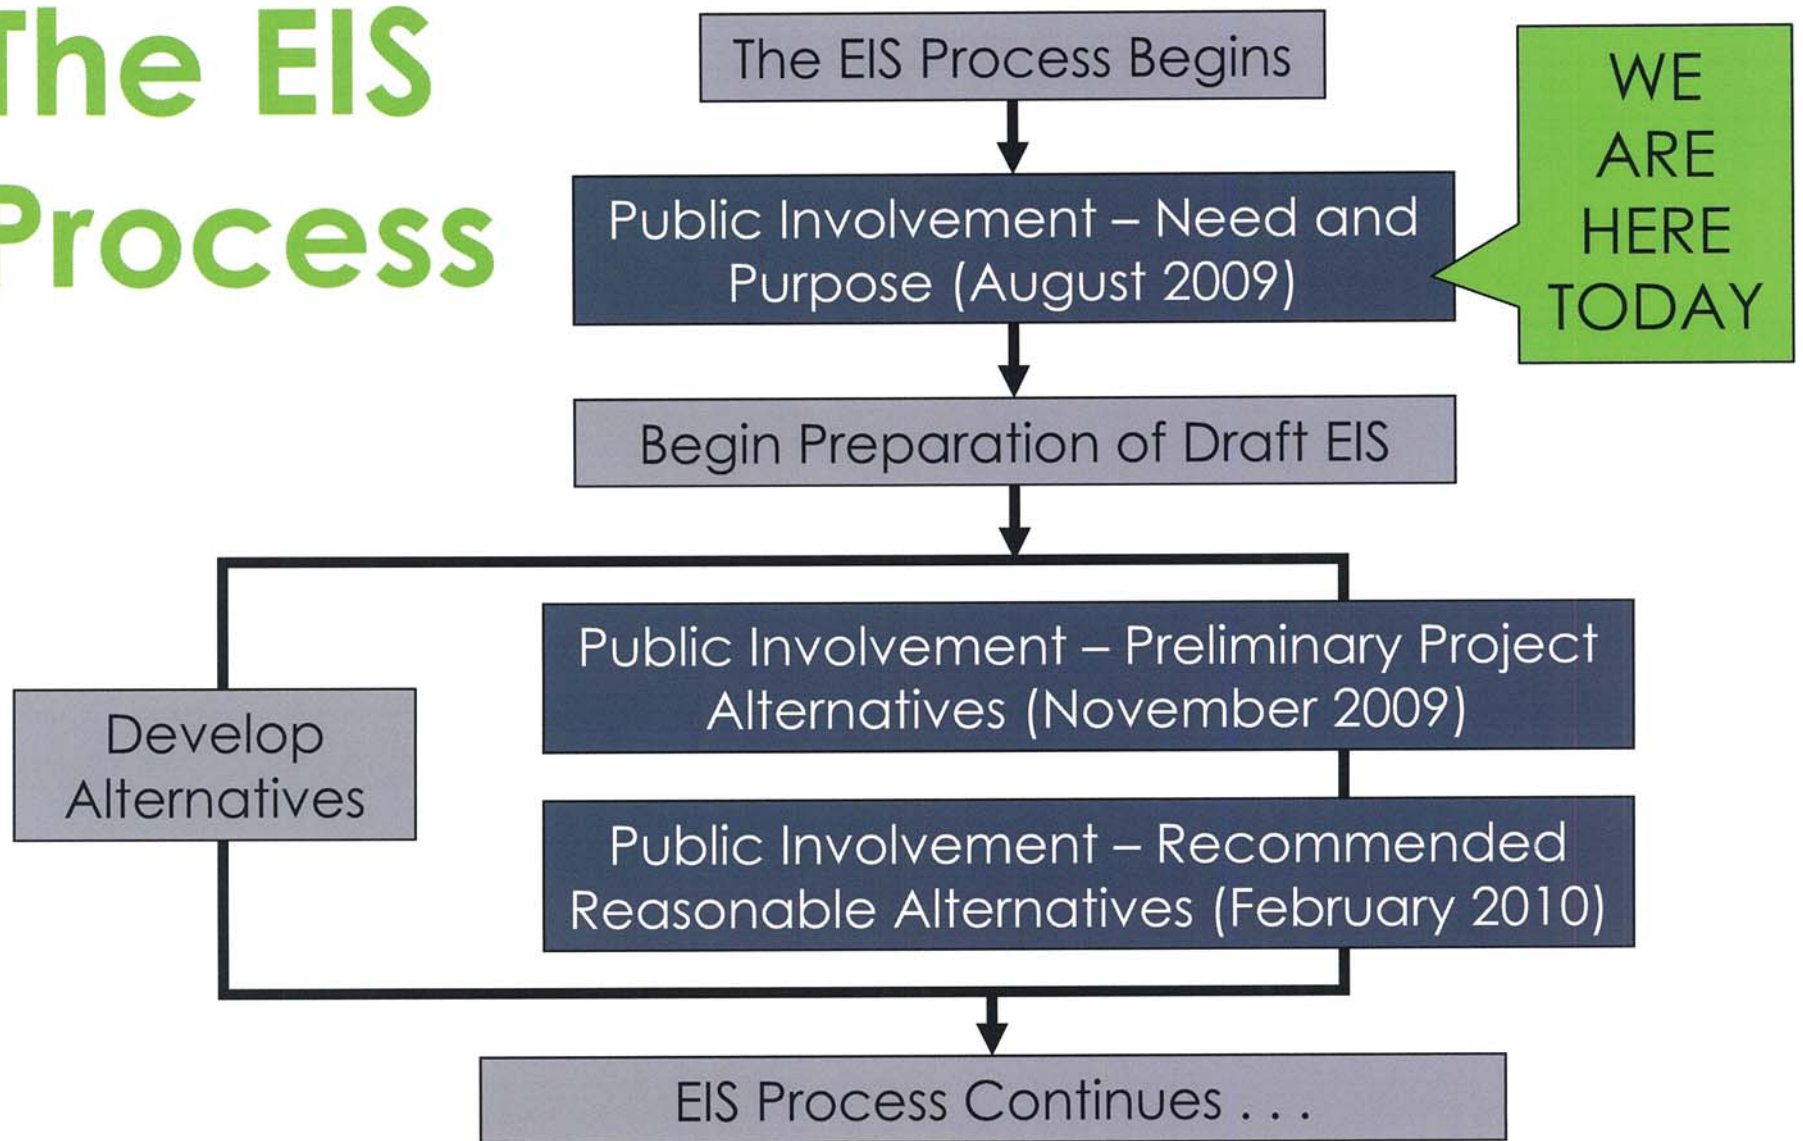 The EIS
Process
The EIS Process Begins
WE
ARE
HERE
TODAY
Public Involvement – Need and
Purpose (August 2009)
Begin Preparation of Draft EIS
Public Involvement – Preliminary Project
Alternatives (November 2009)
Develop
Alternatives
Public Involvement – Recommended
Reasonable Alternatives (February 2010)
EIS Process Continues . . .